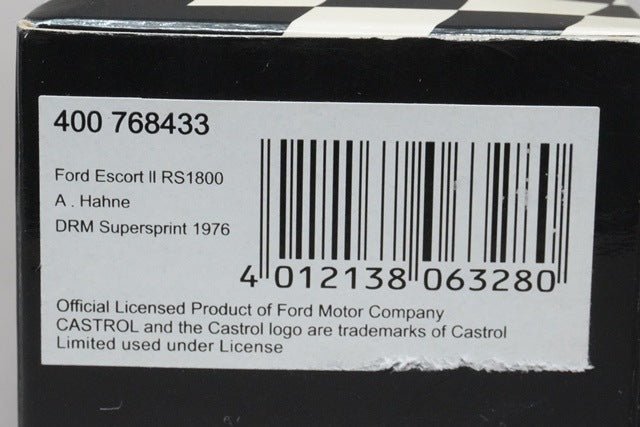 400 768433
Ford Escort II RS1800
A . Hahne
DRM Supersprint 1976
4 012138 063280
Official Licensed Product of Ford Motor Company
CASTROL and the Castrol logo are trademarks of Castrol
Limited used under License